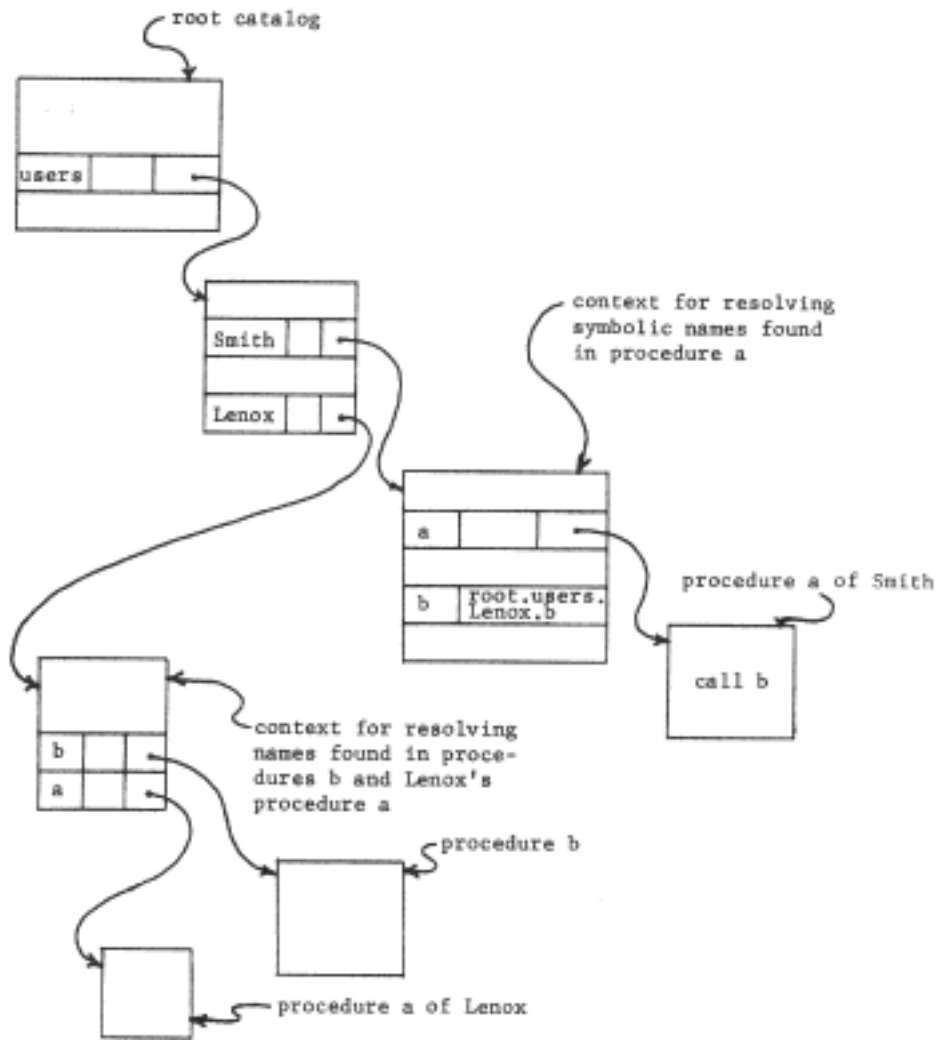 root catalog
users
Smith
Lenox
context for resolving
symbolic names found
in procedure a
a
b
root.users.
Lenox.b
procedure a of Smith
call b
context for resolving
names found in proce-
dures b and Lenox's
procedure a
b
a
procedure b
procedure a of Lenox